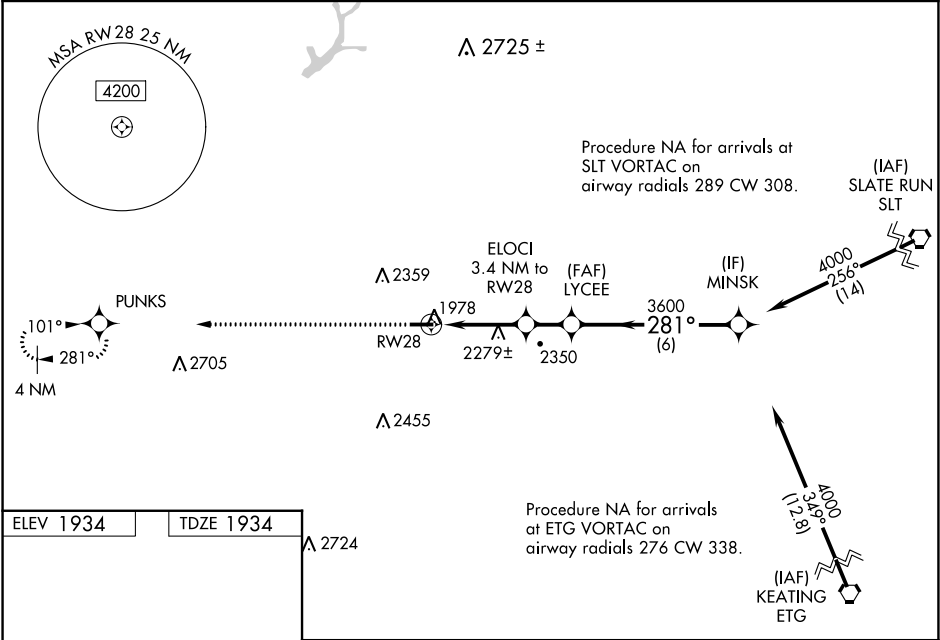 MSA RW 28 25 NM
4200
2725 ±
Procedure NA for arrivals at
SLT VORTAC on
airway radials 289 CW 308.
(IAF)
SLATE RUN
SLT
4000
256°
(14)
ELOCI
3.4 NM to
RW28
(FAF)
LYCEE
(IF)
MINSK
2359
1978
3600
281°
(6)
PUNKS
101°
281°
4 NM
RW28
2279±
2350
2705
2455
4000
349°
(12.8)
Procedure NA for arrivals
at ETG VORTAC on
airway radials 276 CW 338.
(IAF)
KEATING
ETG
ELEV 1934
TDZE 1934
2724